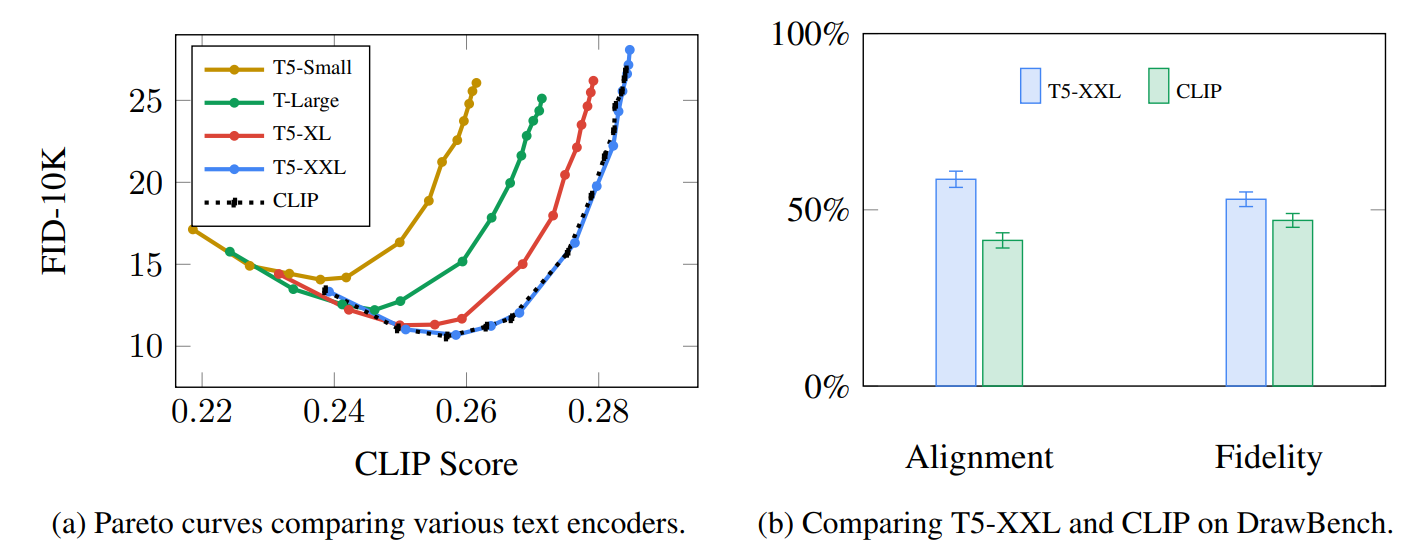 T5-Small
T-Large
T5-XL
T5-XXL
CLIP
FID-10K
25
20
15
10
0.22 0.24 0.26 0.28
CLIP Score
(a) Pareto curves comparing various text encoders.
100%
50%
0%
T5-XXL CLIP
Alignment Fidelity
(b) Comparing T5-XXL and CLIP on DrawBench.